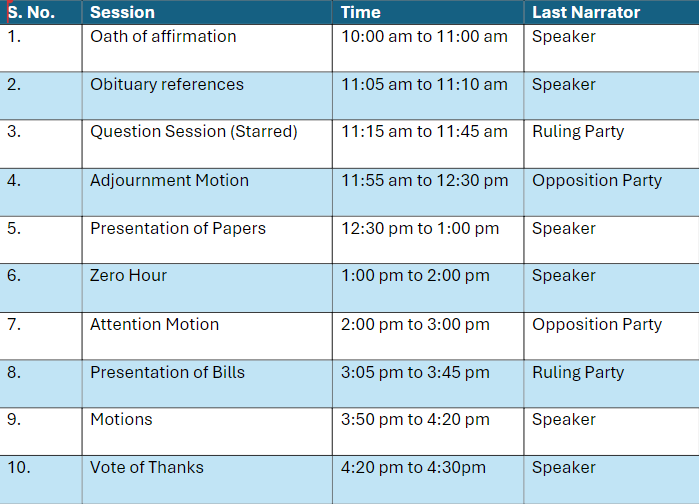 S. No. Session Time Last Narrator
1. Oath of affirmation 10:00 am to 11:00 am Speaker
2. Obituary references 11:05 am to 11:10 am Speaker
3. Question Session (Starred) 11:15 am to 11:45 am Ruling Party
4. Adjournment Motion 11:55 am to 12:30 pm Opposition Party
5. Presentation of Papers 12:30 pm to 1:00 pm Speaker
6. Zero Hour 1:00 pm to 2:00 pm Speaker
7. Attention Motion 2:00 pm to 3:00 pm Opposition Party
8. Presentation of Bills 3:05 pm to 3:45 pm Ruling Party
9. Motions 3:50 pm to 4:20 pm Speaker
10. Vote of Thanks 4:20 pm to 4:30pm Speaker